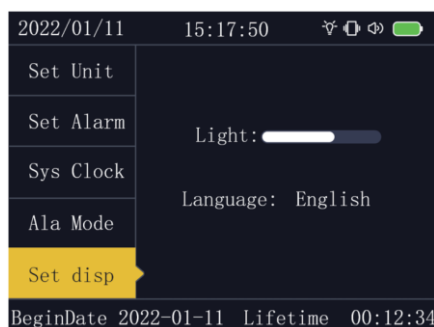 2022/01/11 15:17:50
Set Unit
Set Alarm
Sys Clock
Ala Mode
Set disp
Light:
Language: English
BeginDate 2022-01-11 Lifetime 00:12:34